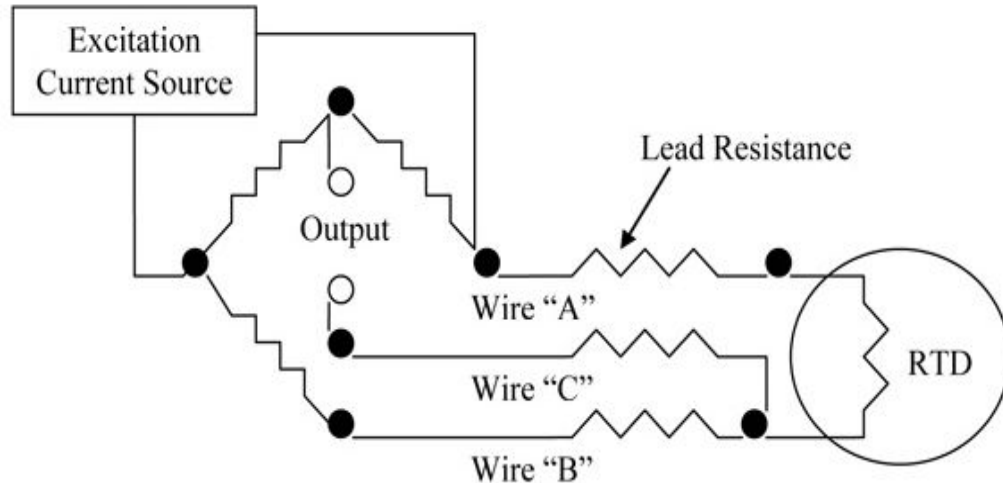 Excitation
Current Source
Lead Resistance
Output
Wire “A”
RTD
Wire “C”
Wire “B”